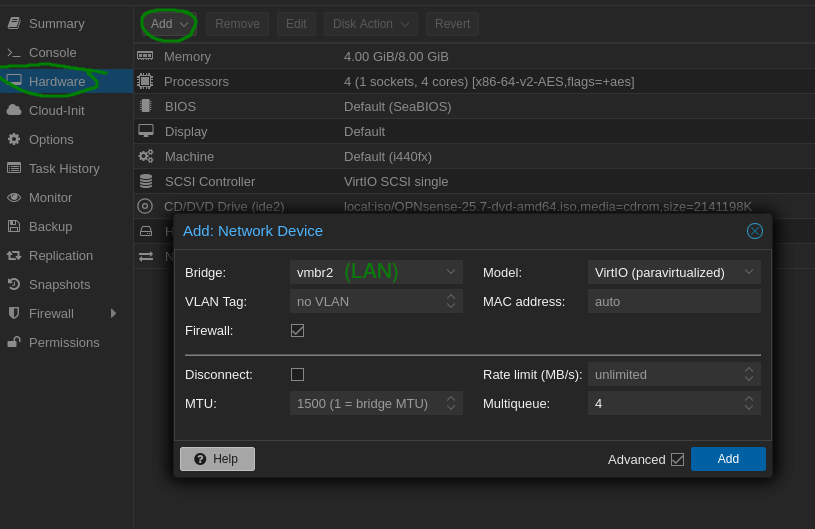 Summary
Console
Hardware
Cloud-Init
Options
Task History
Monitor
Backup
Replication
Snapshots
Firewall
Permissions
Add Remove Edit Disk Action Revert
Memory 4.00 GiB/8.00 GiB
Processors 4 (1 sockets, 4 cores) [x86-64-v2-AES,flags=+aes]
BIOS Default (SeaBIOS)
Display Default
Machine Default (i440fx)
SCSI Controller VirtIO SCSI single
CD/DVD Drive (ide2) local:iso/OPNsense-25.7-dvd-amd64.iso,media=cdrom,size=2141198K
H
N
Add: Network Device
Bridge: vmbr2 (LAN) Model: VirtIO (paravirtualized)
VLAN Tag: no VLAN MAC address: auto
Firewall:
Disconnect: Rate limit (MB/s): unlimited
MTU: 1500 (1 = bridge MTU) Multiqueue: 4
? Help Advanced Add